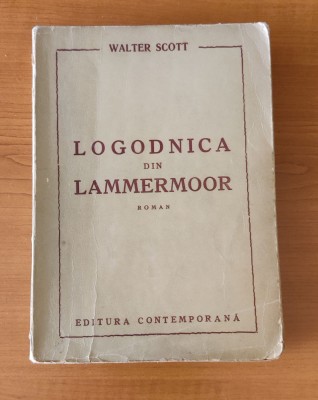 WALTER SCOTT
LOGODNICA
DIN
LAMMERMOOR
ROMAN
EDITURA CONTEMPORANĂ